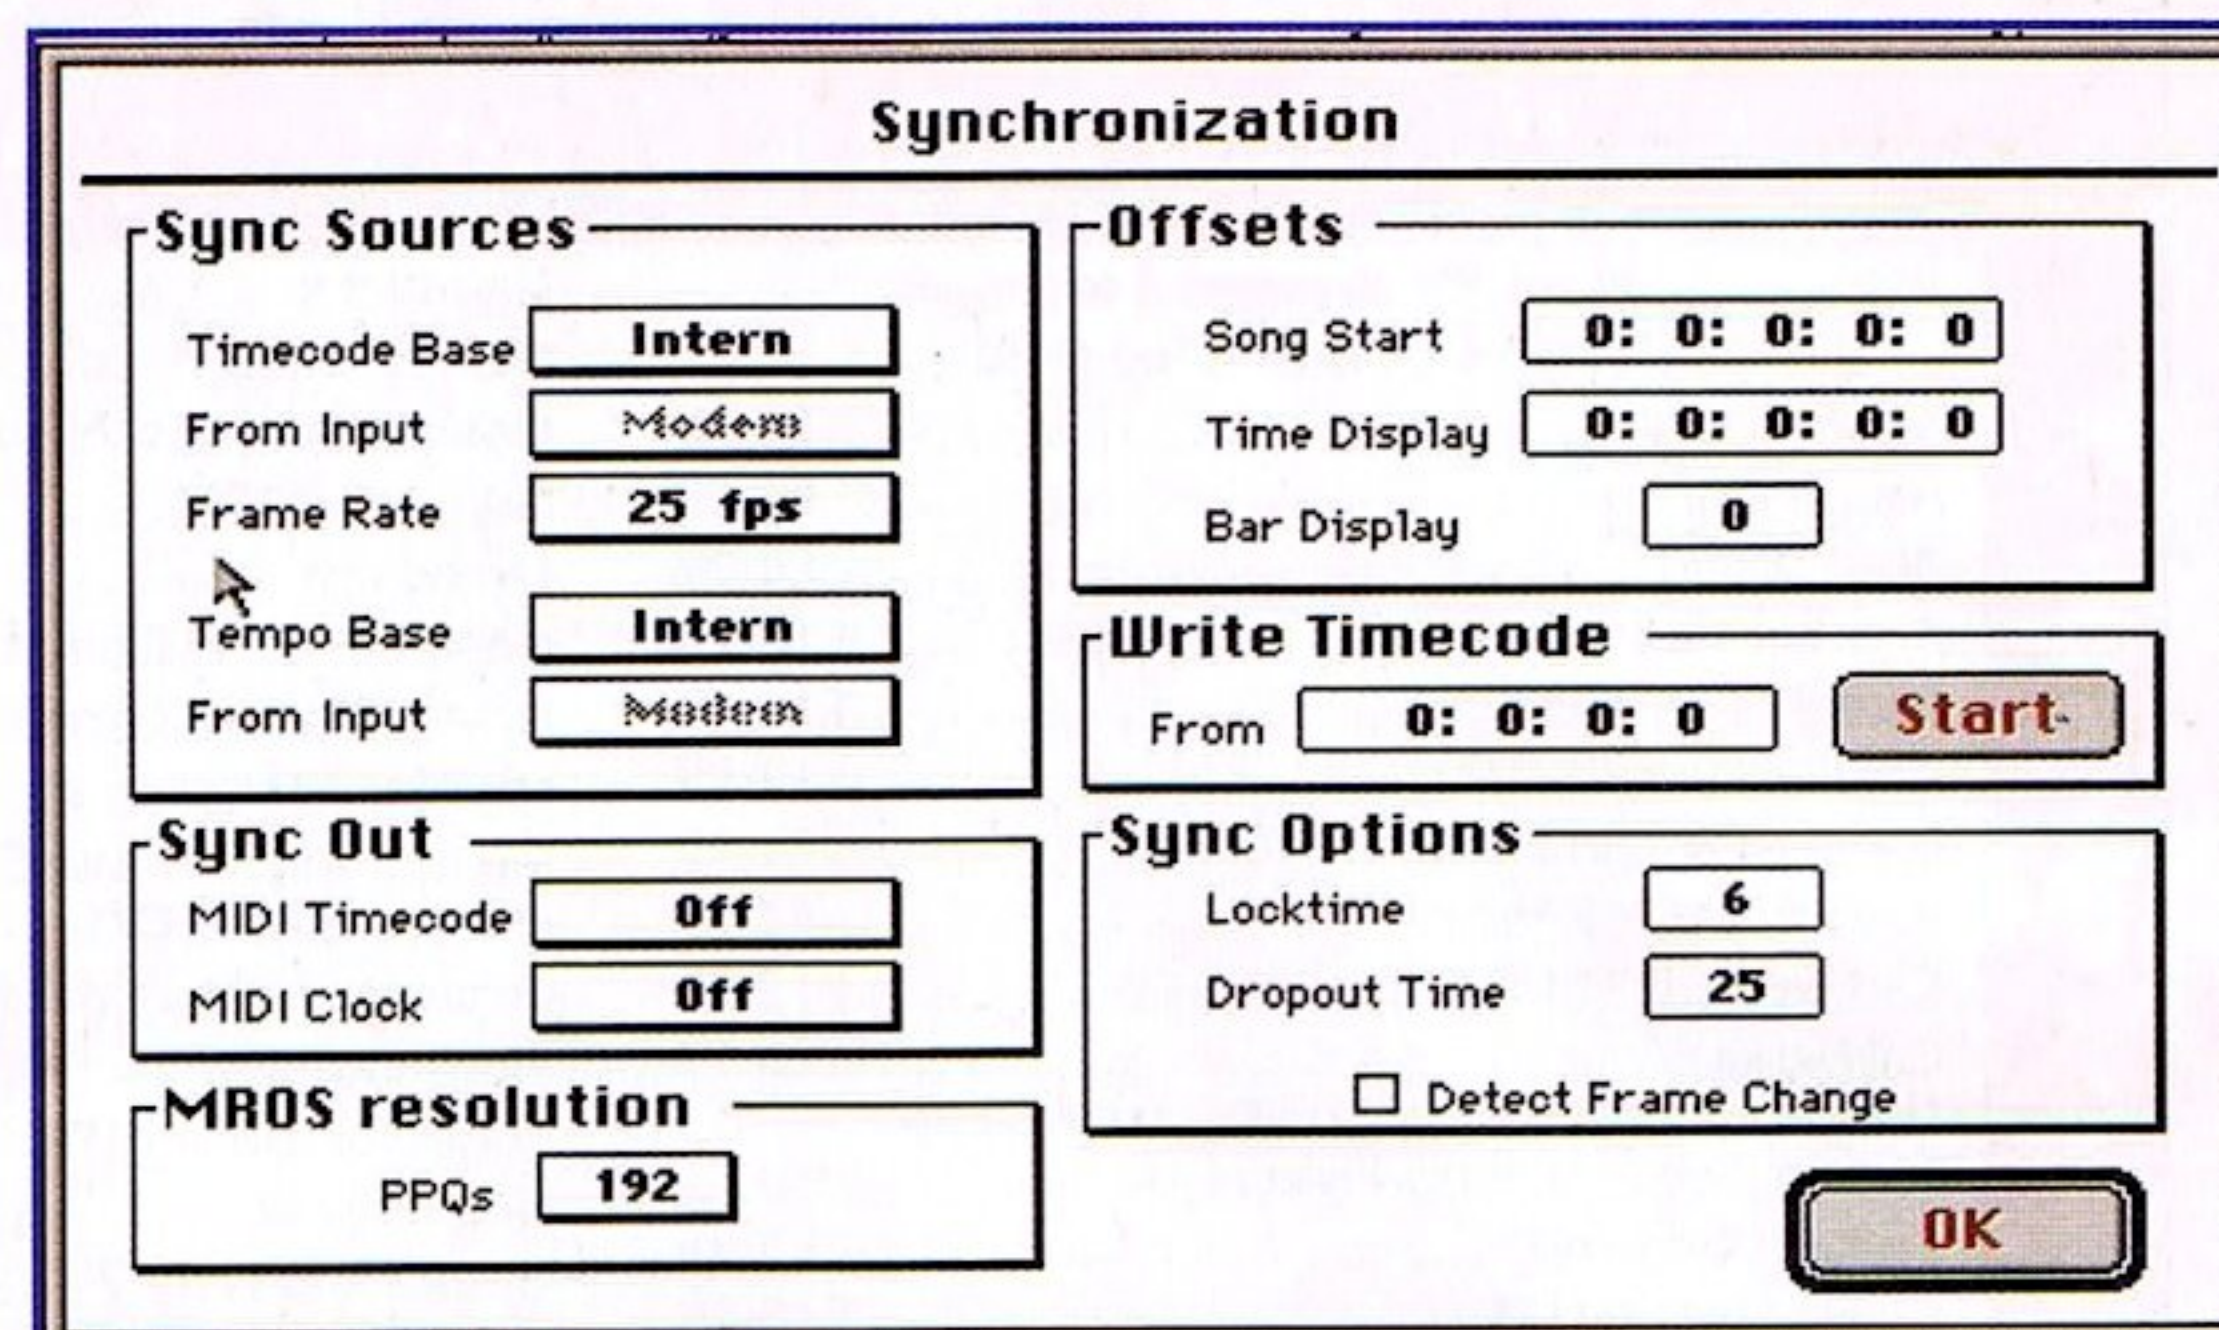 Synchronization
Sync Sources
Timecode Base Intern
From Input Modem
Frame Rate 25 fps
Tempo Base Intern
From Input Modem
Sync Out
MIDI Timecode Off
MIDI Clock Off
MROS resolution
PPQs 192
Offsets
Song Start 0: 0: 0: 0: 0
Time Display 0: 0: 0: 0: 0
Bar Display 0
Write Timecode
From 0: 0: 0: 0 Start
Sync Options
Locktime 6
Dropout Time 25
Detect Frame Change
OK